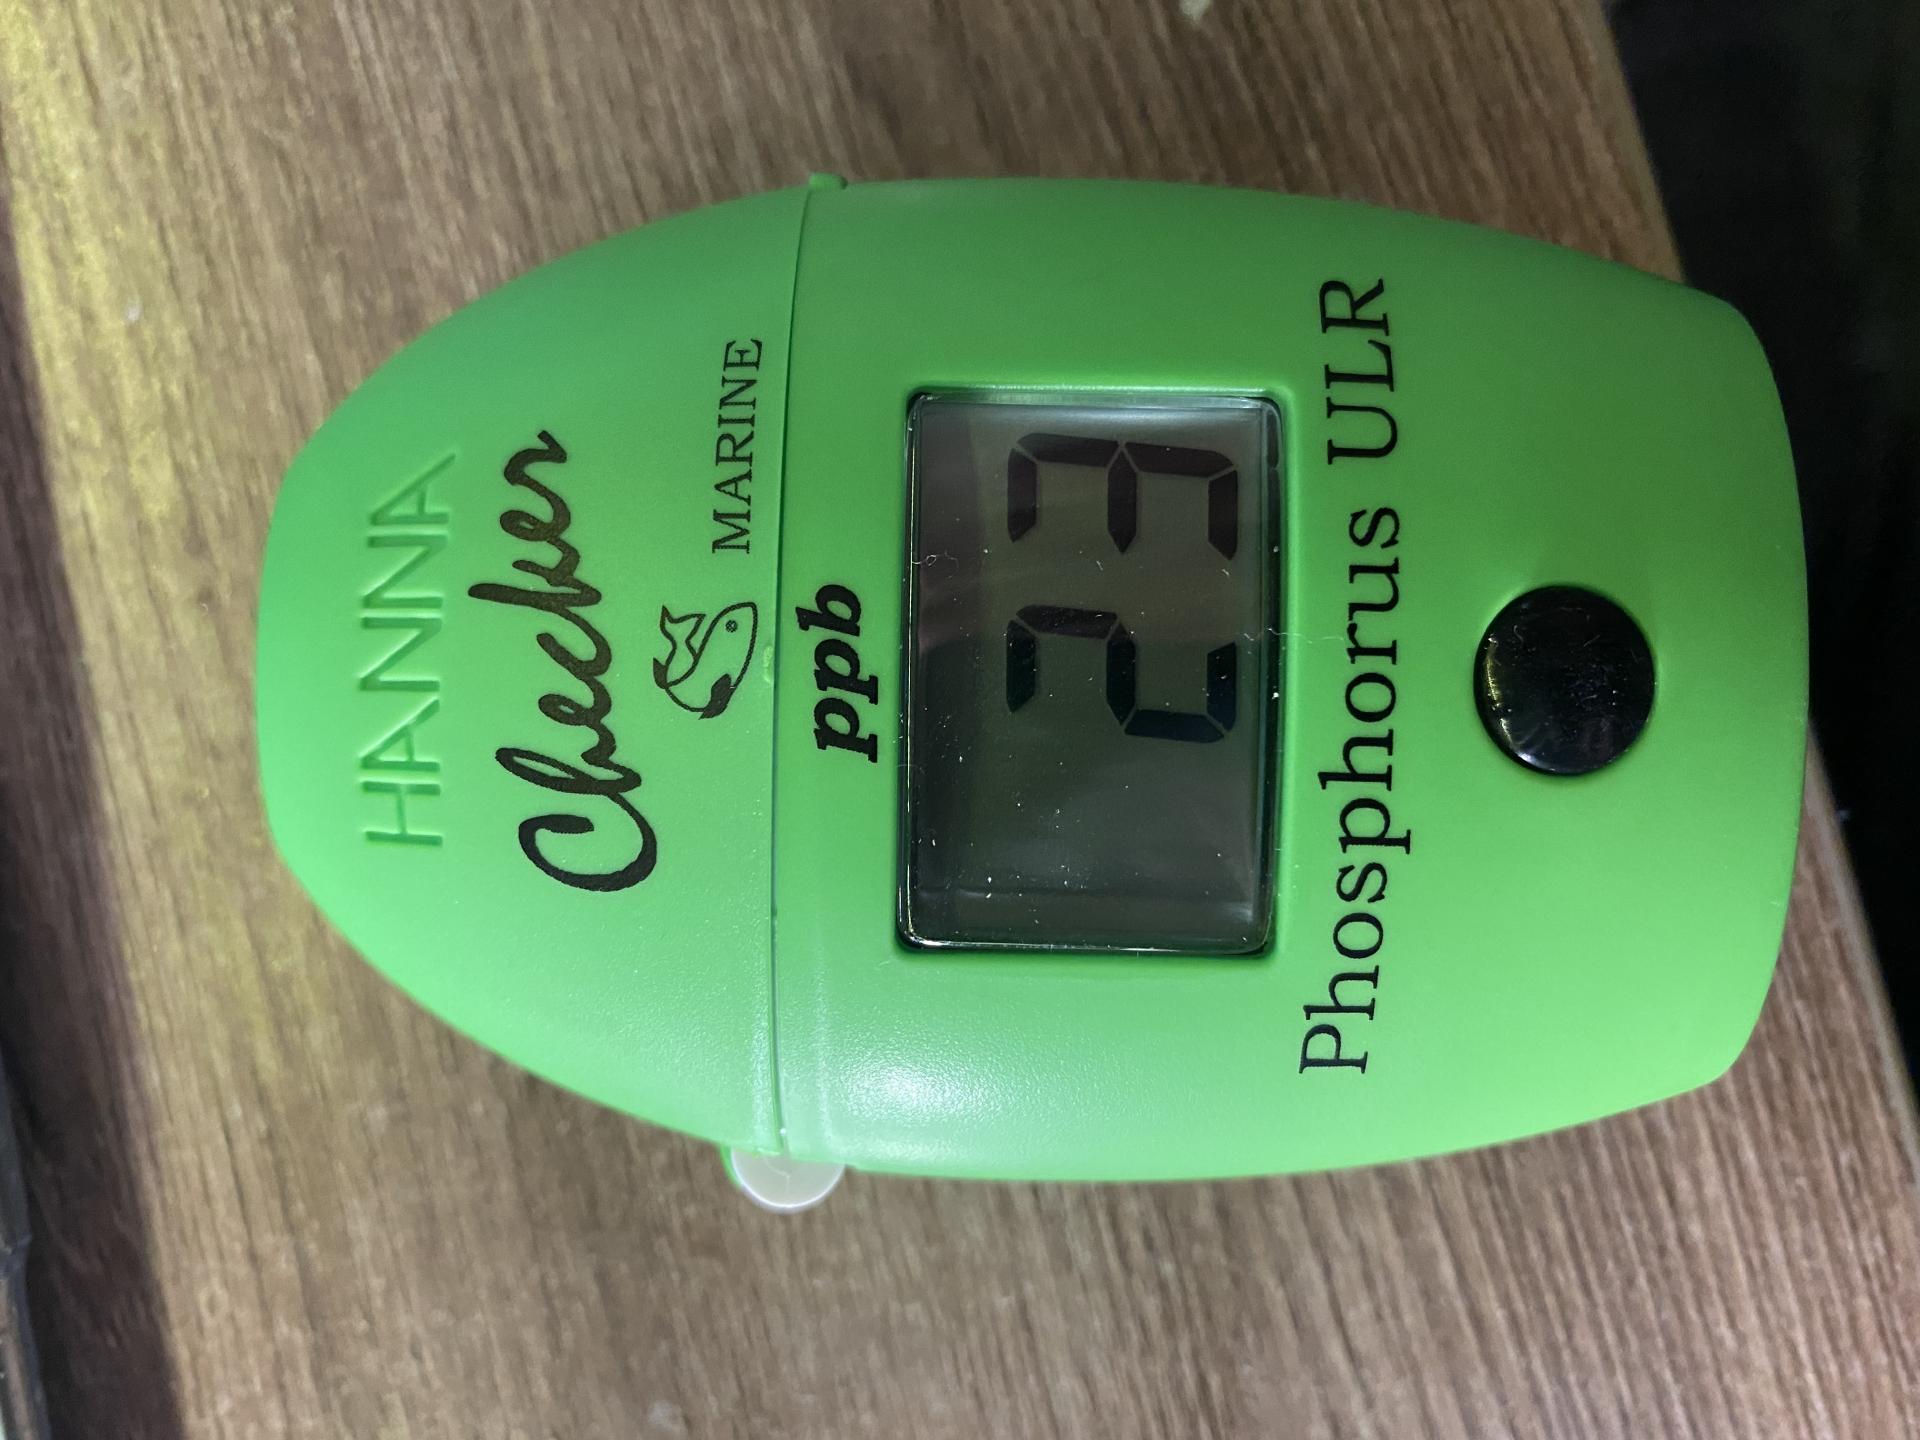 HANNA
Checker
MARINE
ppb
23
Phosphorus ULR